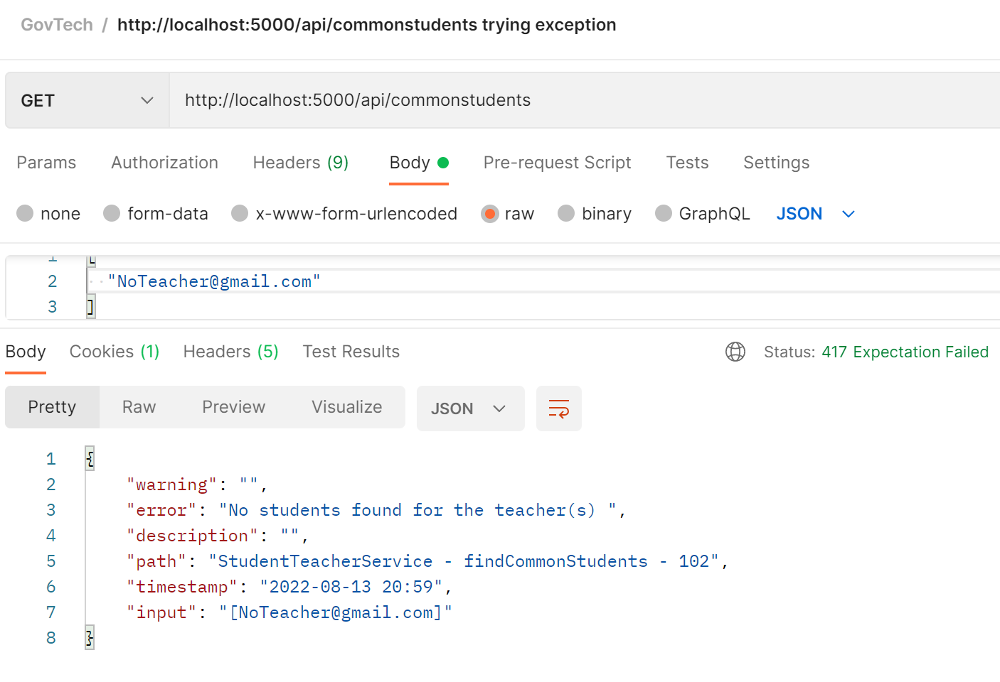 GovTech / http://localhost:5000/api/commonstudents trying exception
GET http://localhost:5000/api/commonstudents
Params Authorization Headers (9) Body Pre-request Script Tests Settings
none form-data x-www-form-urlencoded raw binary GraphQL JSON
1 [
2 "NoTeacher@gmail.com"
3 ]
Body Cookies (1) Headers (5) Test Results Status: 417 Expectation Failed
Pretty Raw Preview Visualize JSON
1 {
2 "warning": "",
3 "error": "No students found for the teacher(s) ",
4 "description": "",
5 "path": "StudentTeacherService - findCommonStudents - 102",
6 "timestamp": "2022-08-13 20:59",
7 "input": "[NoTeacher@gmail.com]"
8 }